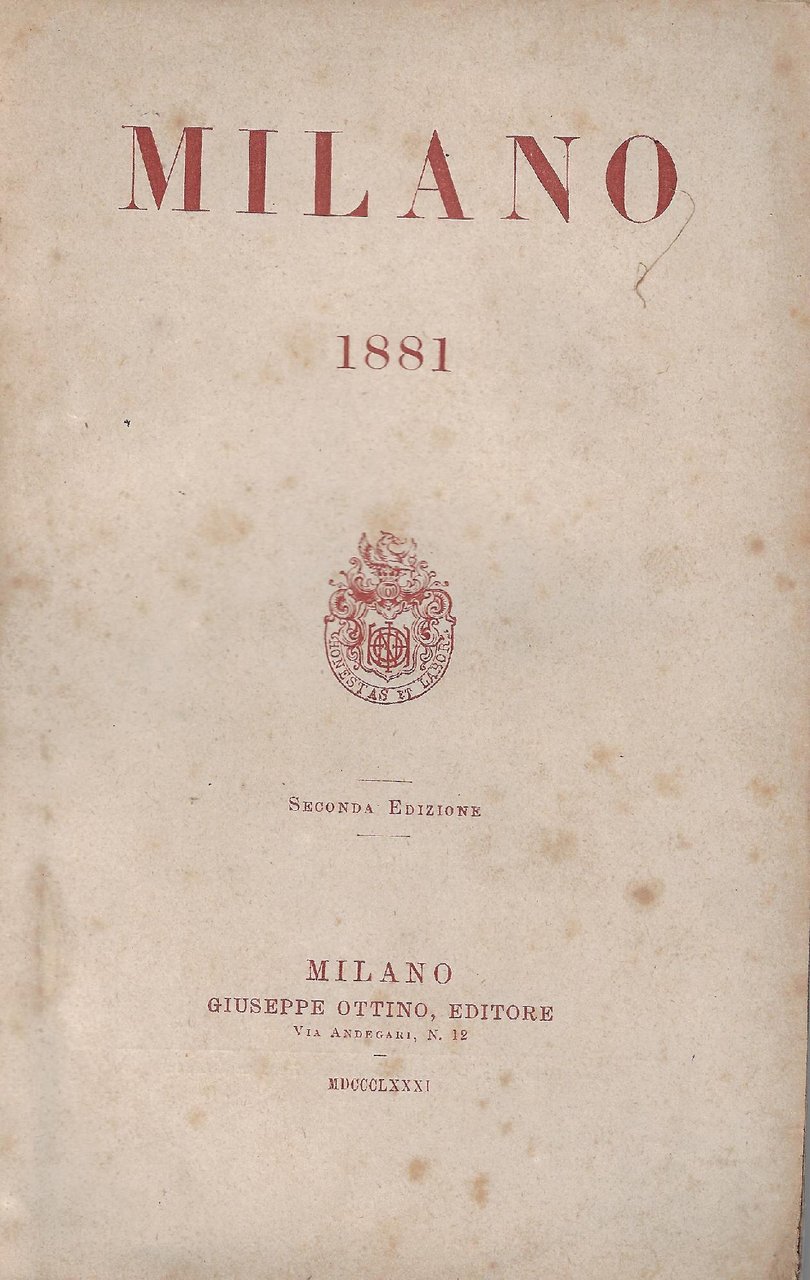 MILANO
1881
HONESTAS ET LABOR
SECONDA EDIZIONE
MILANO
GIUSEPPE OTTINO, EDITORE
VIA ANDEGARI, N. 12
MDCCCLXXXI